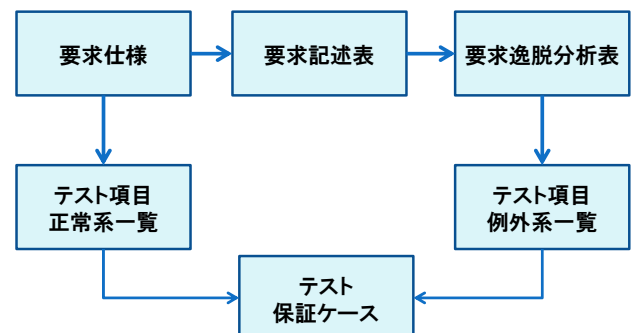 要求仕様
要求記述表
要求逸脱分析表
テスト項目
正常系一覧
テスト項目
例外系一覧
テスト
保証ケース